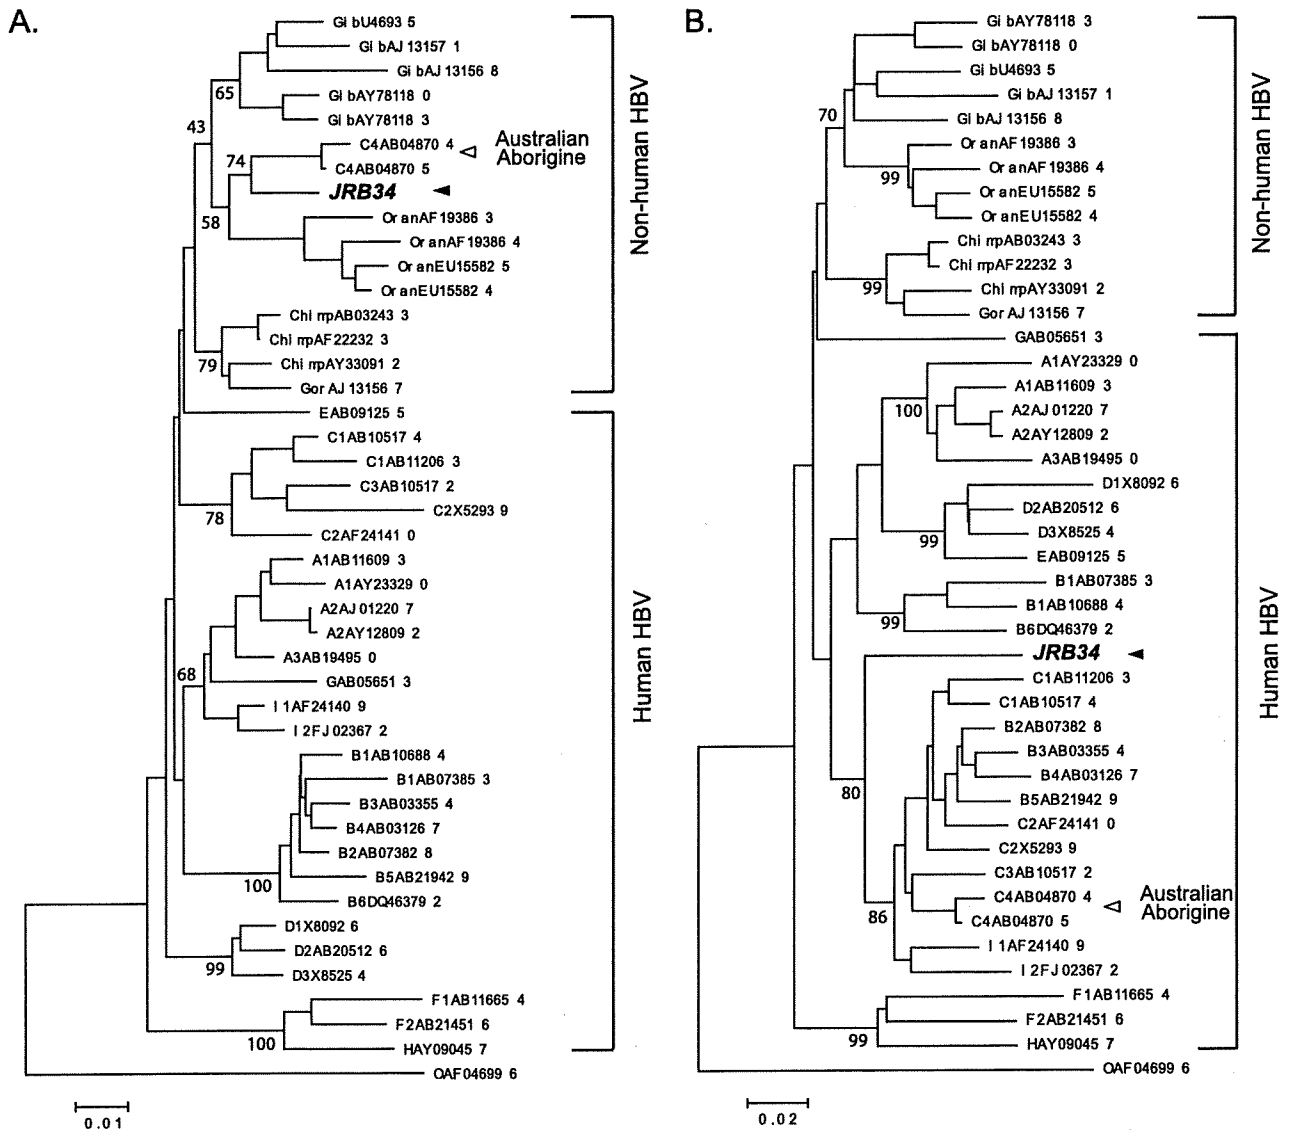 A.
Gi bU4693 5
Gi bAJ 13157 1
Gi bAJ 13156 8
65
Gi bAY78118 0
Gi bAY78118 3
43
C4AB04870 4
74
C4AB04870 5
Australian
Aborigine
JRB34
58
Or anAF19386 3
Or anAF19386 4
Or anEU15582 5
Or anEU15582 4
Chi mpAB03243 3
Chi mpAF22232 3
79
Chi mpAY33091 2
Gor AJ 13156 7
Non-human HBV
EAB09125 5
C1AB10517 4
C1AB11206 3
C3AB10517 2
78
C2X5293 9
C2AF24141 0
A1AB11609 3
A1AY23329 0
A2AJ 01220 7
A2AY12809 2
A3AB19495 0
68
GAB05651 3
I 1AF24140 9
I 2FJ 02367 2
B1AB10688 4
B1AB07385 3
B3AB03355 4
B4AB03126 7
B2AB07382 8
B5AB21942 9
100
B6DQ46379 2
D1X8092 6
D2AB20512 6
99
D3X8525 4
F1AB11665 4
F2AB21451 6
100
HAY09045 7
Human HBV
OAF04699 6
0.01
B.
Gi bAY78118 3
Gi bAY78118 0
Gi bU4693 5
Gi bAJ 13157 1
70
Gi bAJ 13156 8
Or anAF19386 3
99
Or anAF19386 4
Or anEU15582 5
Or anEU15582 4
Chi mpAB03243 3
Chi mpAF22232 3
99
Chi mpAY33091 2
Gor AJ 13156 7
Non-human HBV
GAB05651 3
A1AY23329 0
A1AB11609 3
100
A2AJ 01220 7
A2AY12809 2
A3AB19495 0
D1X8092 6
D2AB20512 6
99
D3X8525 4
EAB09125 5
B1AB07385 3
B1AB10688 4
99
B6DQ46379 2
JRB34
C1AB11206 3
C1AB10517 4
B2AB07382 8
B3AB03355 4
B4AB03126 7
80
B5AB21942 9
C2AF24141 0
C2X5293 9
C3AB10517 2
C4AB04870 4
86
C4AB04870 5
Australian
Aborigine
I 1AF24140 9
I 2FJ 02367 2
F1AB11665 4
F2AB21451 6
99
HAY09045 7
Human HBV
OAF04699 6
0.02